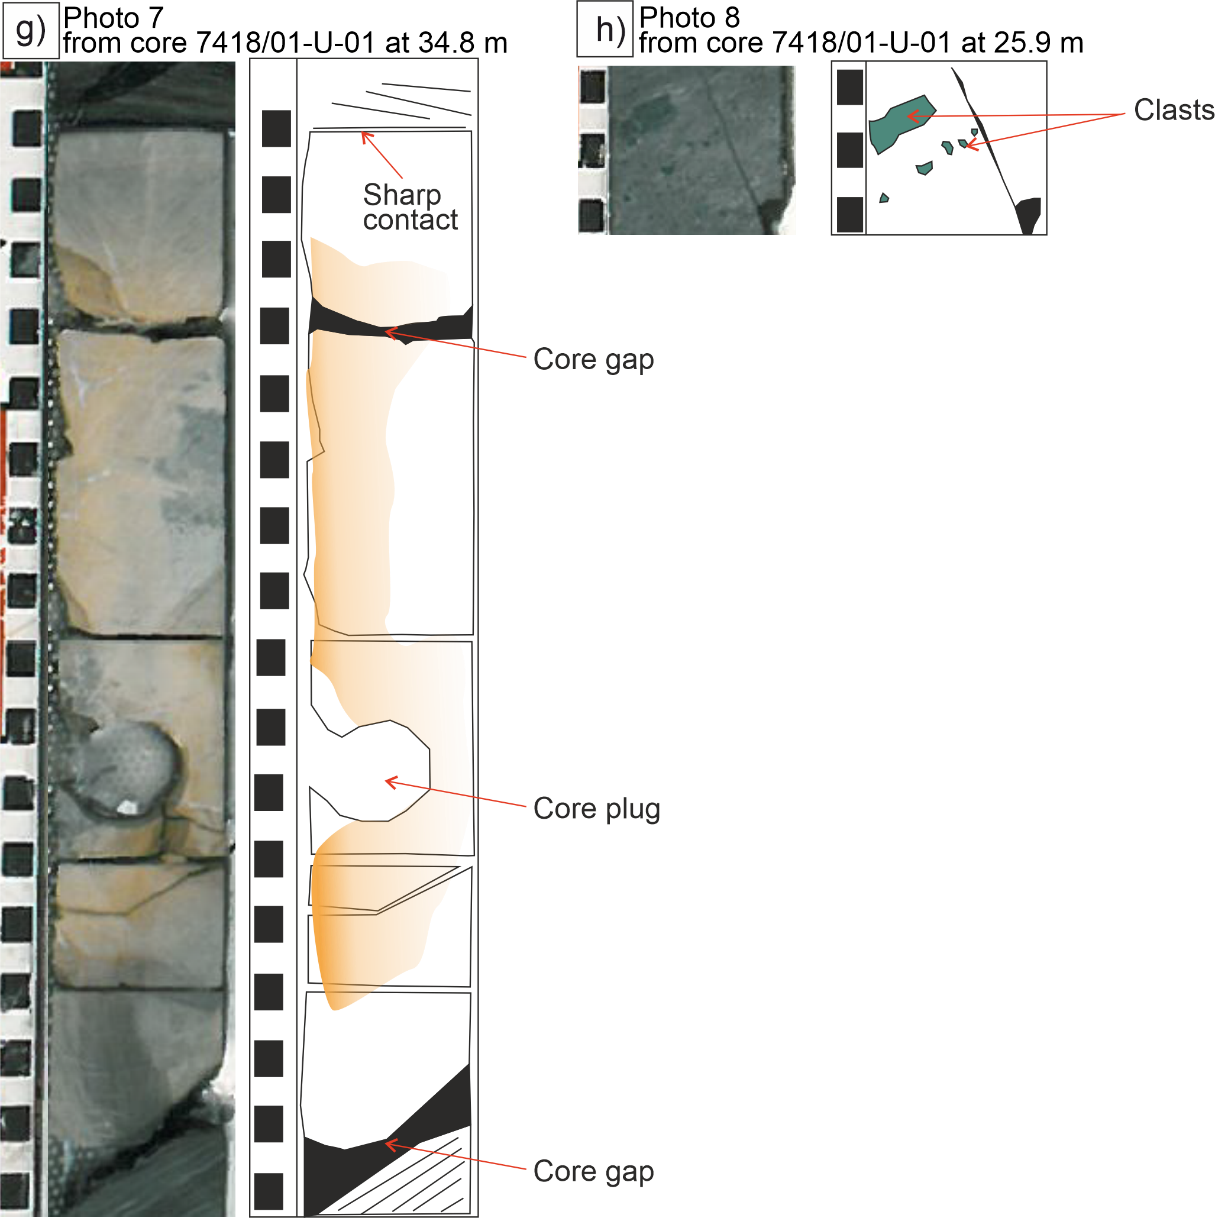 g) Photo 7
from core 7418/01-U-01 at 34.8 m
h) Photo 8
from core 7418/01-U-01 at 25.9 m
Clasts
Sharp
contact
Core gap
Core plug
Core gap